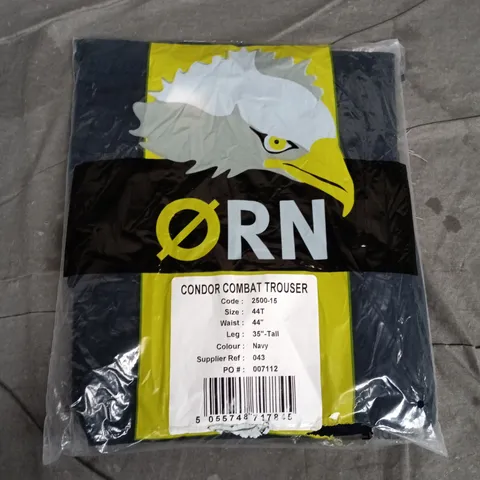 ØRN
CONDOR COMBAT TROUSER
Code : 2500-15
Size : 44T
Waist : 44"
Leg : 35"-Tall
Colour : Navy
Supplier Ref : 043
PO # : 007112